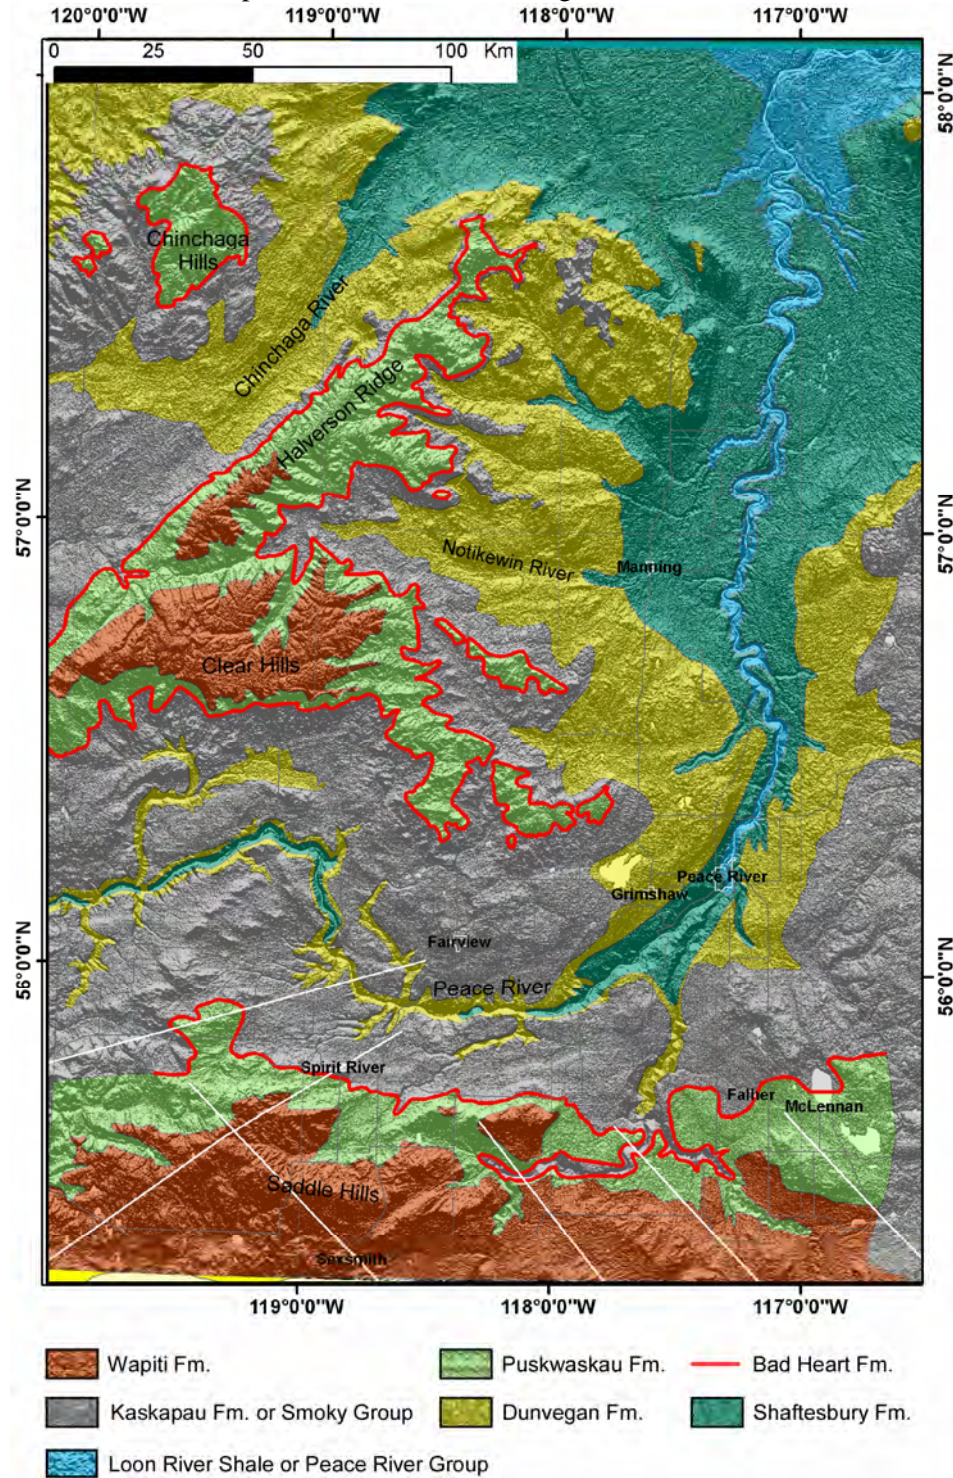 120°0'0"W 119°0'0"W 118°0'0"W 117°0'0"W
0 25 50 100 Km
58°0'0"N
Chinchaga
Hills
Chinchaga River
Halverson Ridge
57°0'0"N
57°0'0"N
Notikewin River
Manning
Clear Hills
Peace River
Grimshaw
Fairview
56°0'0"N
56°0'0"N
Peace River
Spirit River
Falher
McLennan
Saddle Hills
Sexsmith
119°0'0"W 118°0'0"W 117°0'0"W
Wapiti Fm. Puskwaskau Fm. Bad Heart Fm.
Kaskapau Fm. or Smoky Group Dunvegan Fm. Shaftesbury Fm.
Loon River Shale or Peace River Group